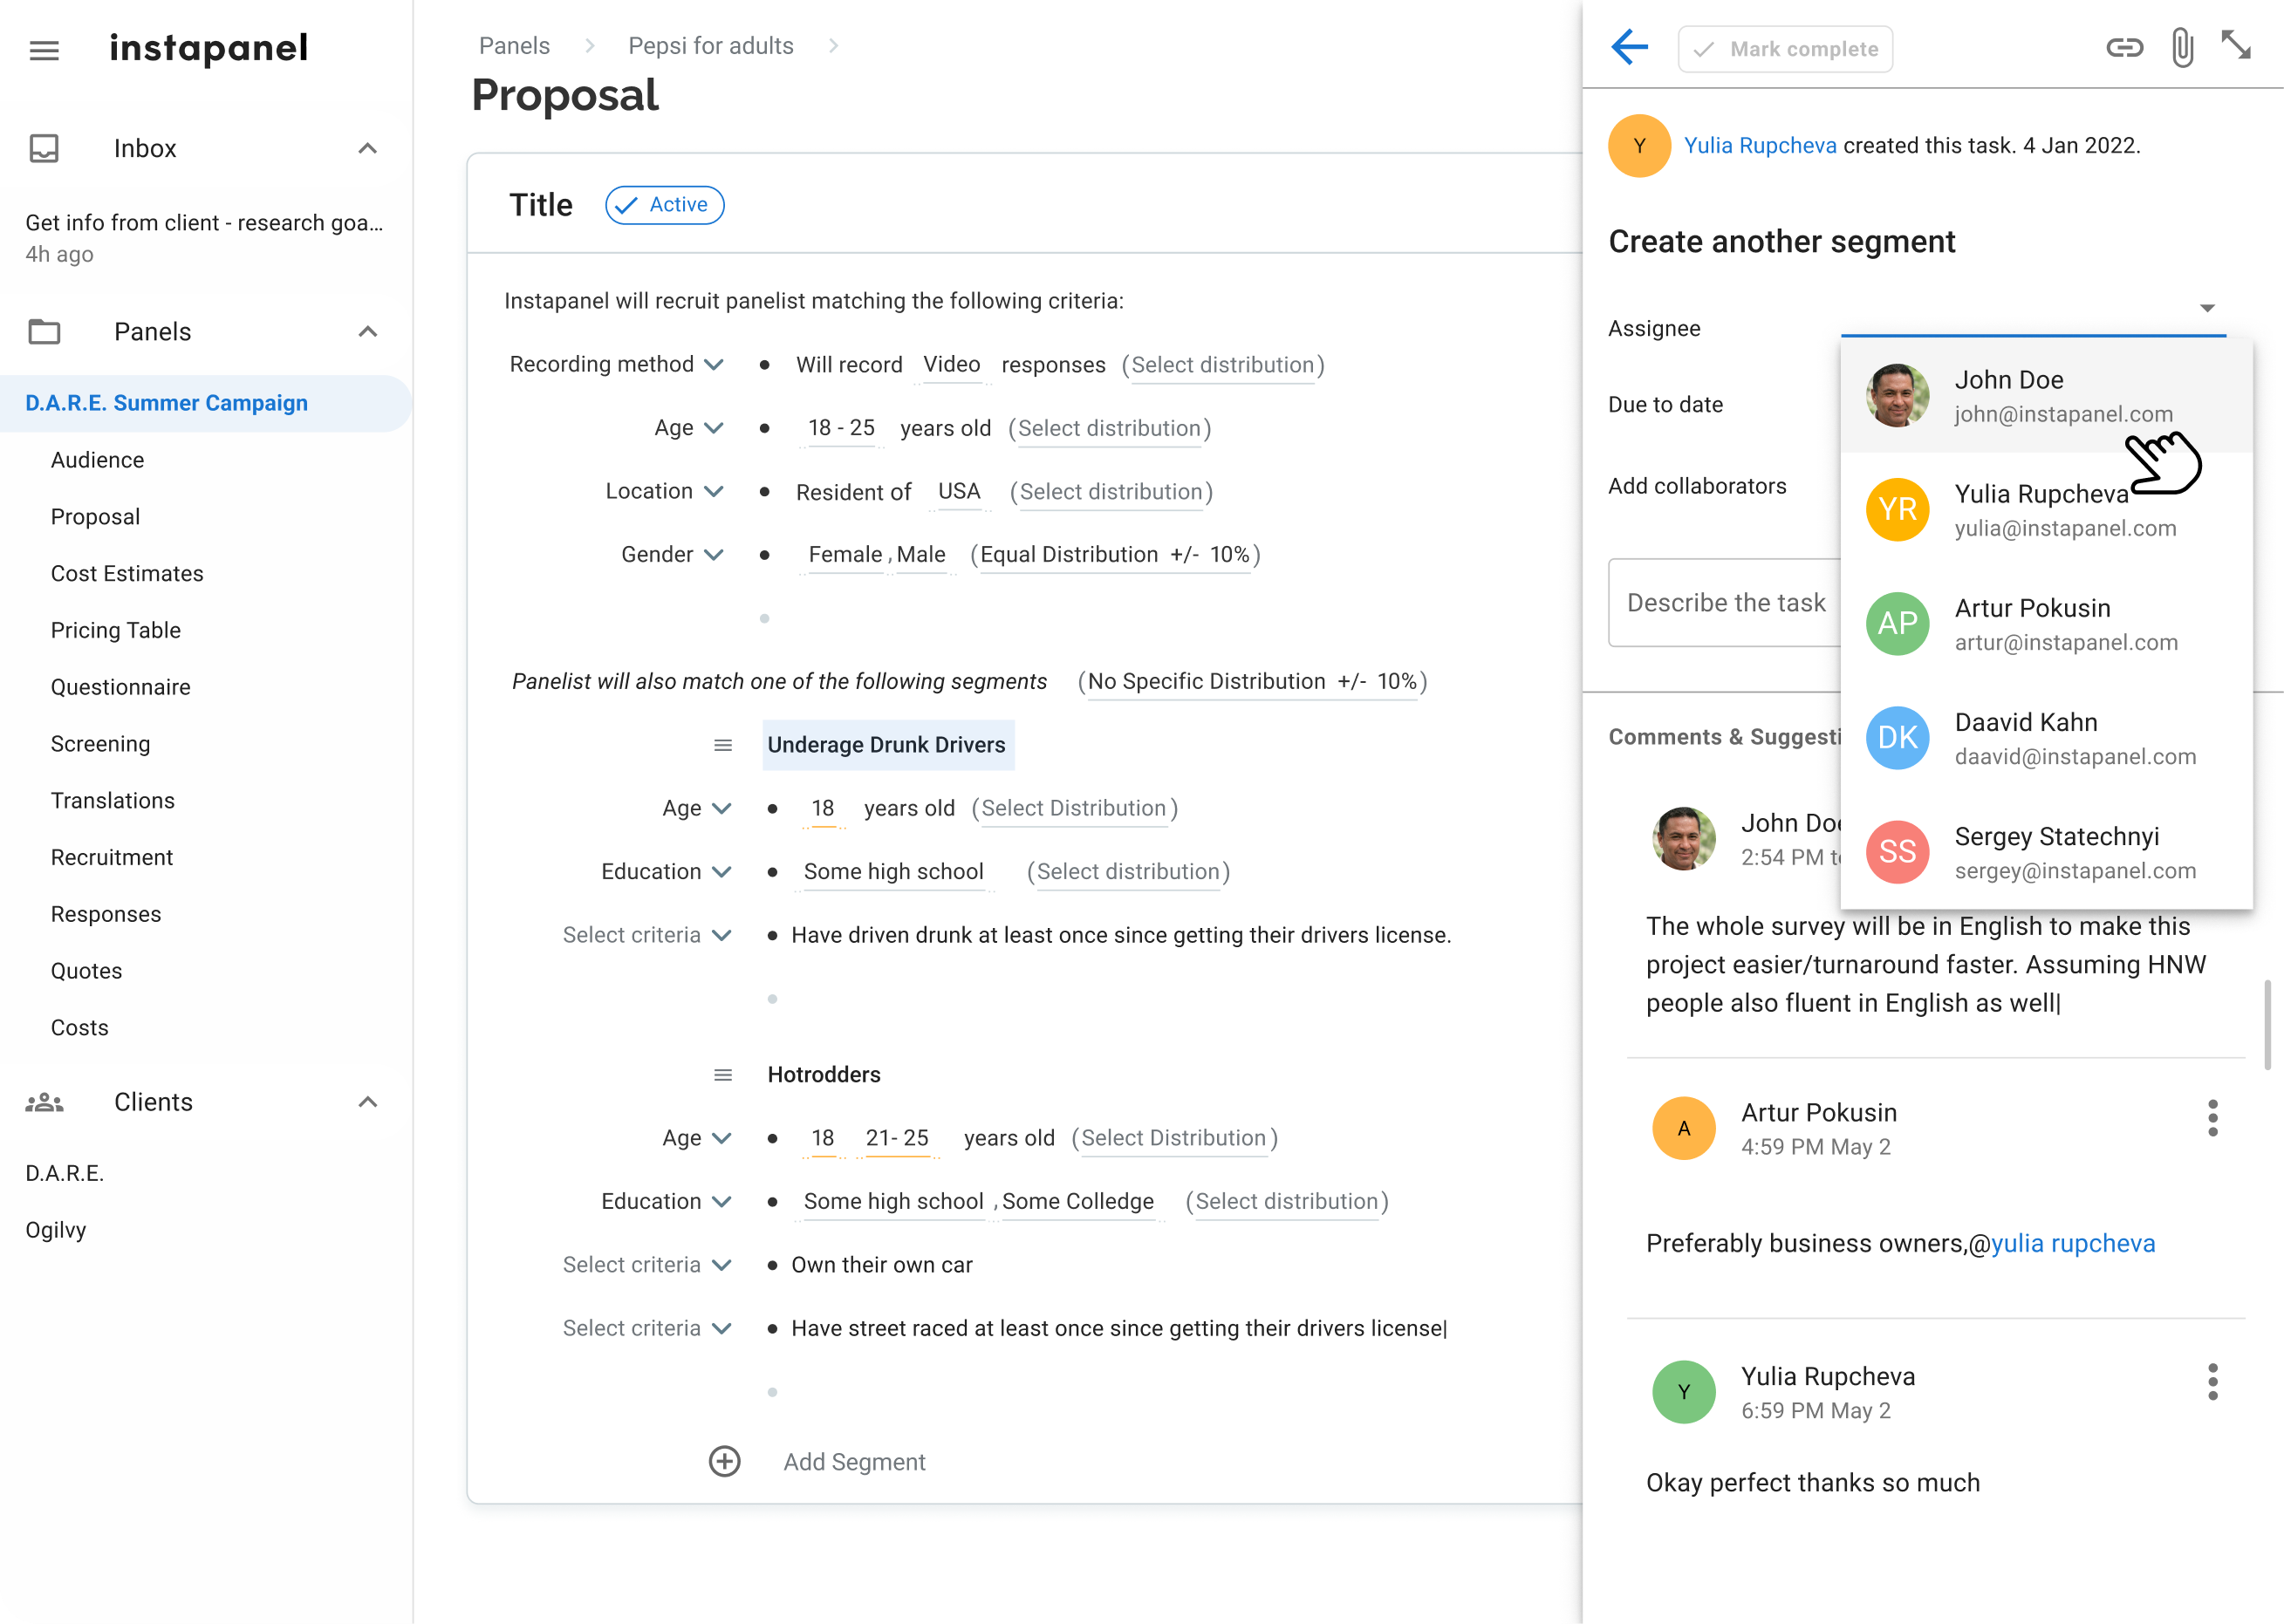 instapanel
Inbox
Get info from client - research goa...
4h ago
Panels
D.A.R.E. Summer Campaign
Audience
Proposal
Cost Estimates
Pricing Table
Questionnaire
Screening
Translations
Recruitment
Responses
Quotes
Costs
Clients
D.A.R.E.
Ogilvy
Panels > Pepsi for adults >
Proposal
Title Active
Instapanel will recruit panelist matching the following criteria:
Recording method • Will record Video responses (Select distribution)
Age • 18 - 25 years old (Select distribution)
Location • Resident of USA (Select distribution)
Gender • Female , Male (Equal Distribution +/- 10%)
Panelist will also match one of the following segments (No Specific Distribution +/- 10%)
Underage Drunk Drivers
Age • 18 years old (Select Distribution)
Education • Some high school (Select distribution)
Select criteria • Have driven drunk at least once since getting their drivers license.
Hotrodders
Age • 18 21- 25 years old (Select Distribution)
Education • Some high school , Some Colledge (Select distribution)
Select criteria • Own their own car
Select criteria • Have street raced at least once since getting their drivers license|
Add Segment
Mark complete
Y Yulia Rupcheva created this task. 4 Jan 2022.
Create another segment
Assignee
Due to date
Add collaborators
Describe the task
John Doe
john@instapanel.com
YR Yulia Rupcheva
yulia@instapanel.com
AP Artur Pokusin
artur@instapanel.com
DK Daavid Kahn
daavid@instapanel.com
SS Sergey Statechnyi
sergey@instapanel.com
Comments & Suggesti
John Doe
2:54 PM
The whole survey will be in English to make this
project easier/turnaround faster. Assuming HNW
people also fluent in English as well|
A Artur Pokusin
4:59 PM May 2
Preferably business owners,@yulia rupcheva
Y Yulia Rupcheva
6:59 PM May 2
Okay perfect thanks so much